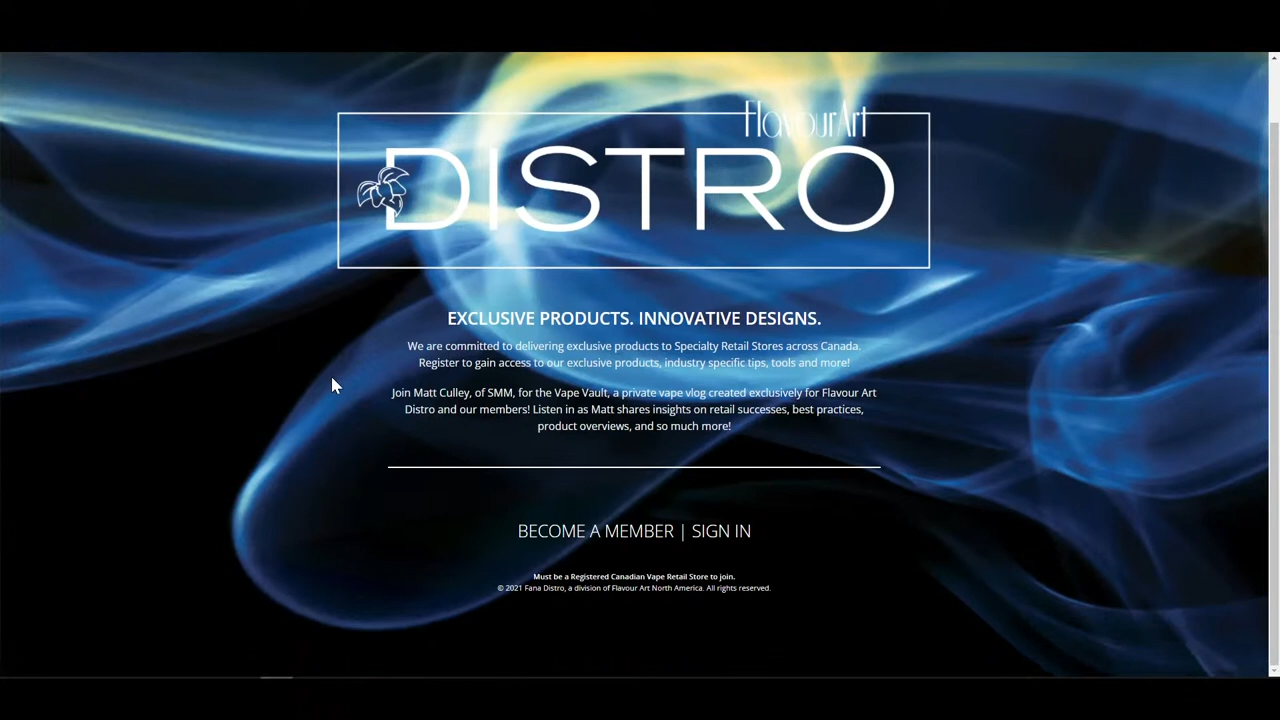 FlavourArt
DISTRO
EXCLUSIVE PRODUCTS. INNOVATIVE DESIGNS.
We are committed to delivering exclusive products to Specialty Retail Stores across Canada.
Register to gain access to our exclusive products, industry specific tips, tools and more!
Join Matt Culley, of SMM, for the Vape Vault, a private vape vlog created exclusively for Flavour Art
Distro and our members! Listen in as Matt shares insights on retail successes, best practices,
product overviews, and so much more!
BECOME A MEMBER | SIGN IN
Must be a Registered Canadian Vape Retail Store to join.
© 2021 Fana Distro, a division of Flavour Art North America. All rights reserved.